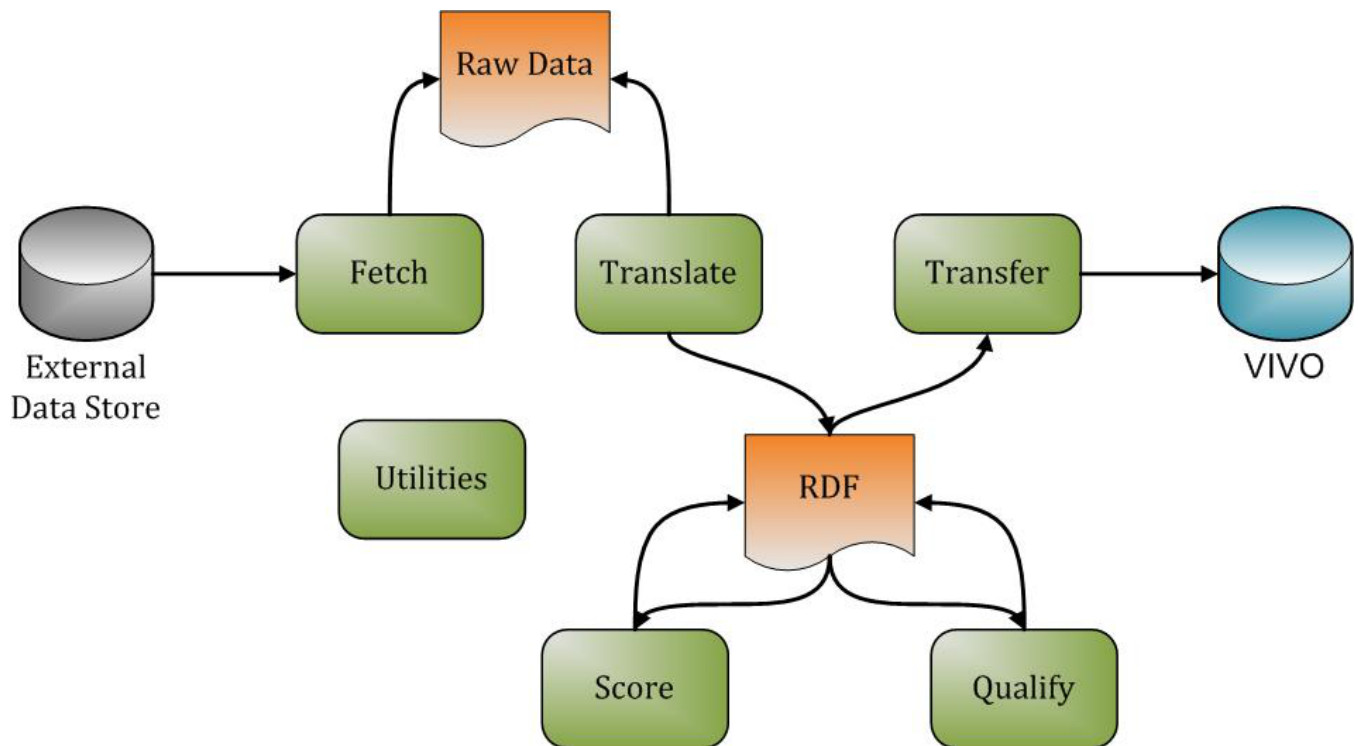 Raw Data
Fetch
Translate
Transfer
External
Data Store
VIVO
Utilities
RDF
Score
Qualify